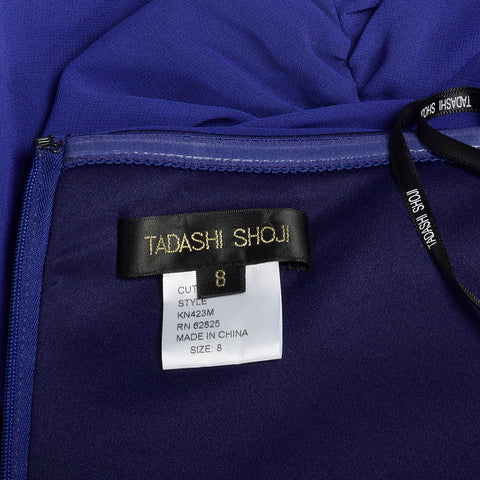 TADASHI SHOJI
8
CUT
STYLE
KN423M
RN 62825
MADE IN CHINA
SIZE: 8
TADASHI SHOJI
TADASHI SHOJI